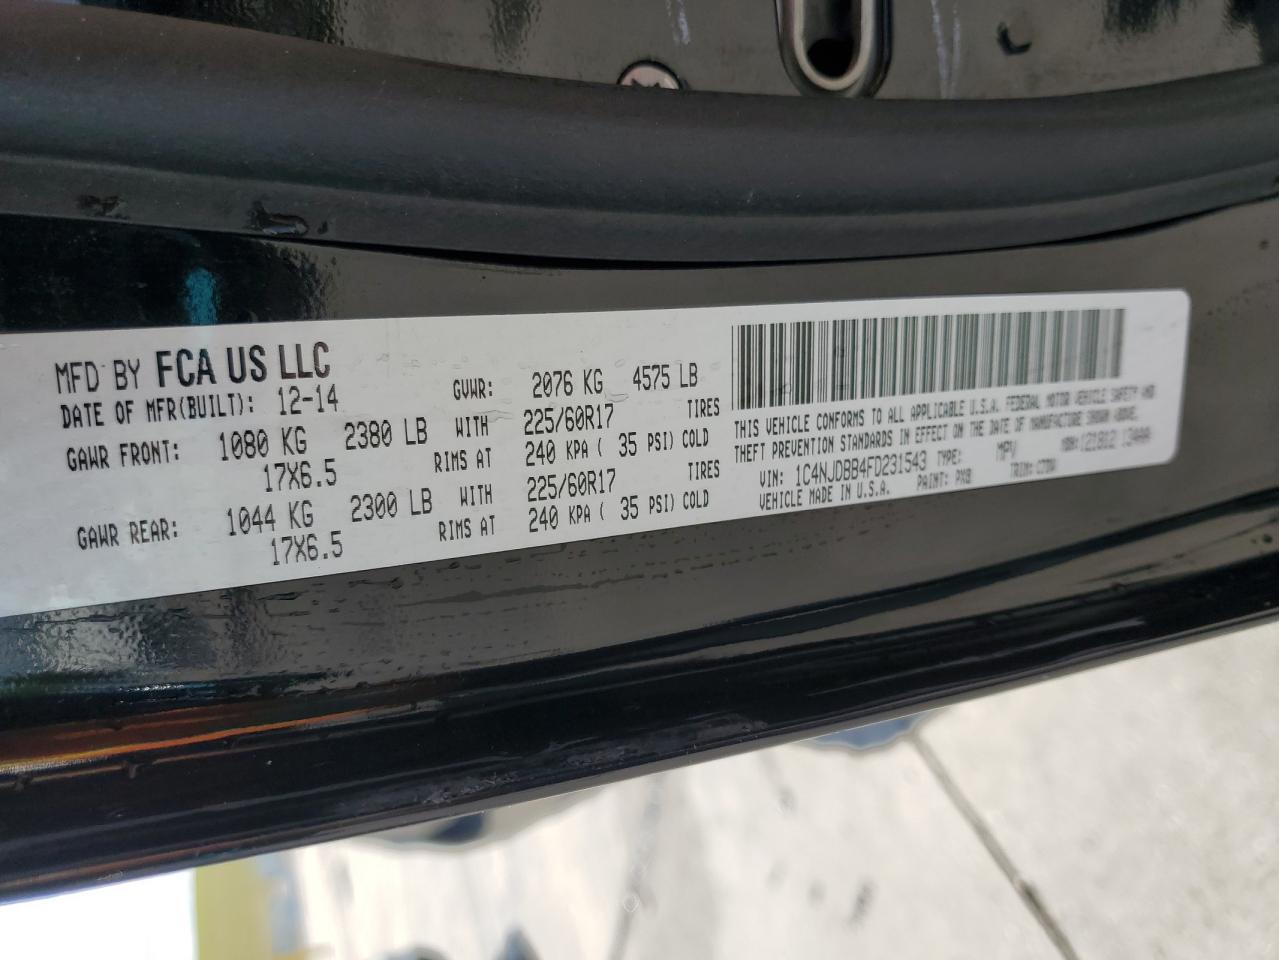 MFD BY FCA US LLC
DATE OF MFR(BUILT): 12-14 GVWR: 2076 KG 4575 LB
GAWR FRONT: 1080 KG 2380 LB WITH 225/60R17 TIRES
17X6.5 RIMS AT 240 KPA ( 35 PSI) COLD
GAWR REAR: 1044 KG 2300 LB WITH 225/60R17 TIRES
17X6.5 RIMS AT 240 KPA ( 35 PSI) COLD
THIS VEHICLE CONFORMS TO ALL APPLICABLE U.S.A. FEDERAL MOTOR VEHICLE SAFETY AND
THEFT PREVENTION STANDARDS IN EFFECT ON THE DATE OF MANUFACTURE SHOWN ABOVE.
VIN: 1C4NJDBB4FD231543 TYPE: MPV MDH:
VEHICLE MADE IN U.S.A. PAINT: PXB TRIM: